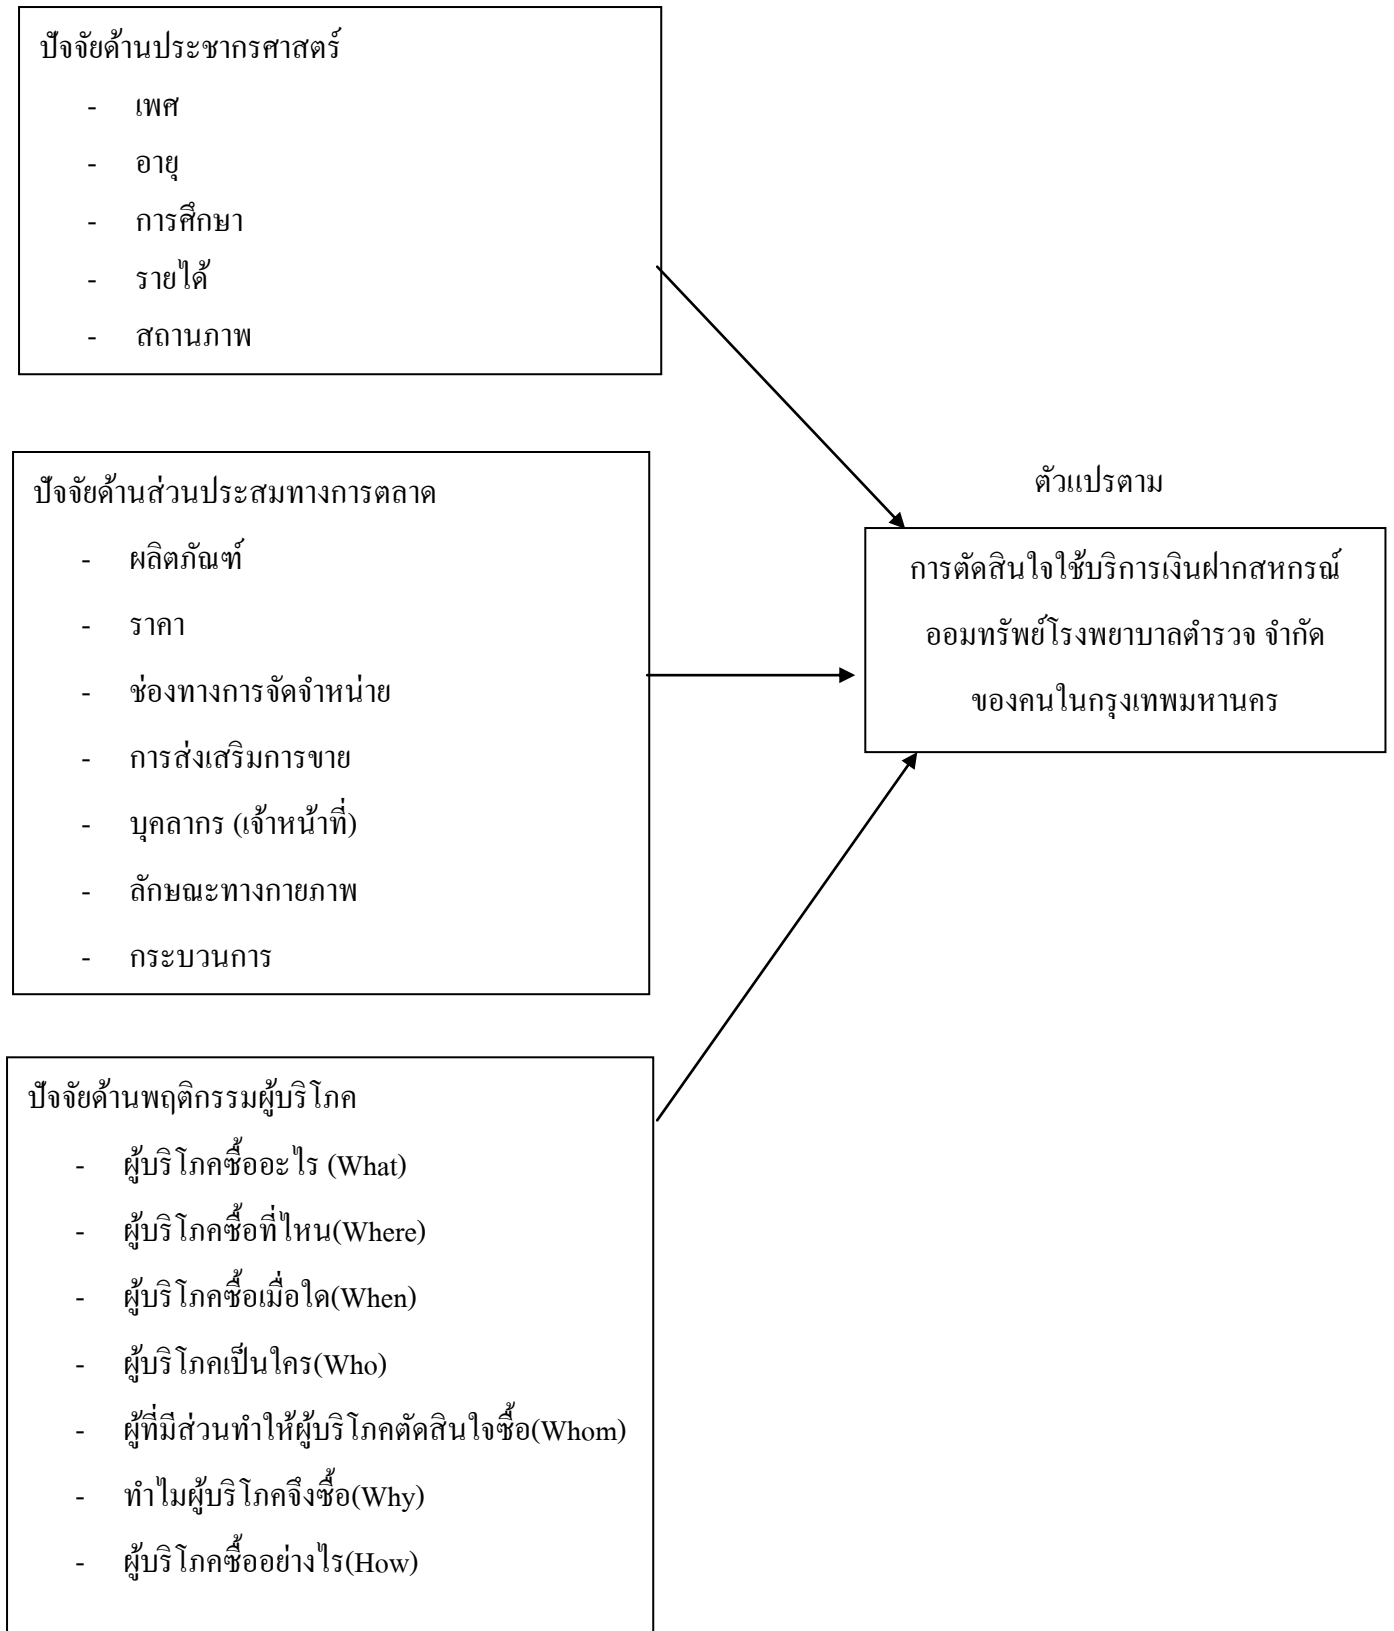 ปัจจัยด้านประชากรศาสตร์
- เพศ
- อายุ
- การศึกษา
- รายได้
- สถานภาพ
ปัจจัยด้านส่วนประสมทางการตลาด
- ผลิตภัณฑ์
- ราคา
- ช่องทางการจัดจำหน่าย
- การส่งเสริมการขาย
- บุคลากร (เจ้าหน้าที่)
- ลักษณะทางกายภาพ
- กระบวนการ
ตัวแปรตาม
การตัดสินใจใช้บริการเงินฝากสหกรณ์
ออมทรัพย์โรงพยาบาลตำรวจ จำกัด
ของคนในกรุงเทพมหานคร
ปัจจัยด้านพฤติกรรมผู้บริโภค
- ผู้บริโภคซื้ออะไร (What)
- ผู้บริโภคซื้อที่ไหน(Where)
- ผู้บริโภคซื้อเมื่อใด(When)
- ผู้บริโภคเป็นใคร(Who)
- ผู้ที่มีส่วนทำให้ผู้บริโภคตัดสินใจซื้อ(Whom)
- ทำไมผู้บริโภคจึงซื้อ(Why)
- ผู้บริโภคซื้ออย่างไร(How)